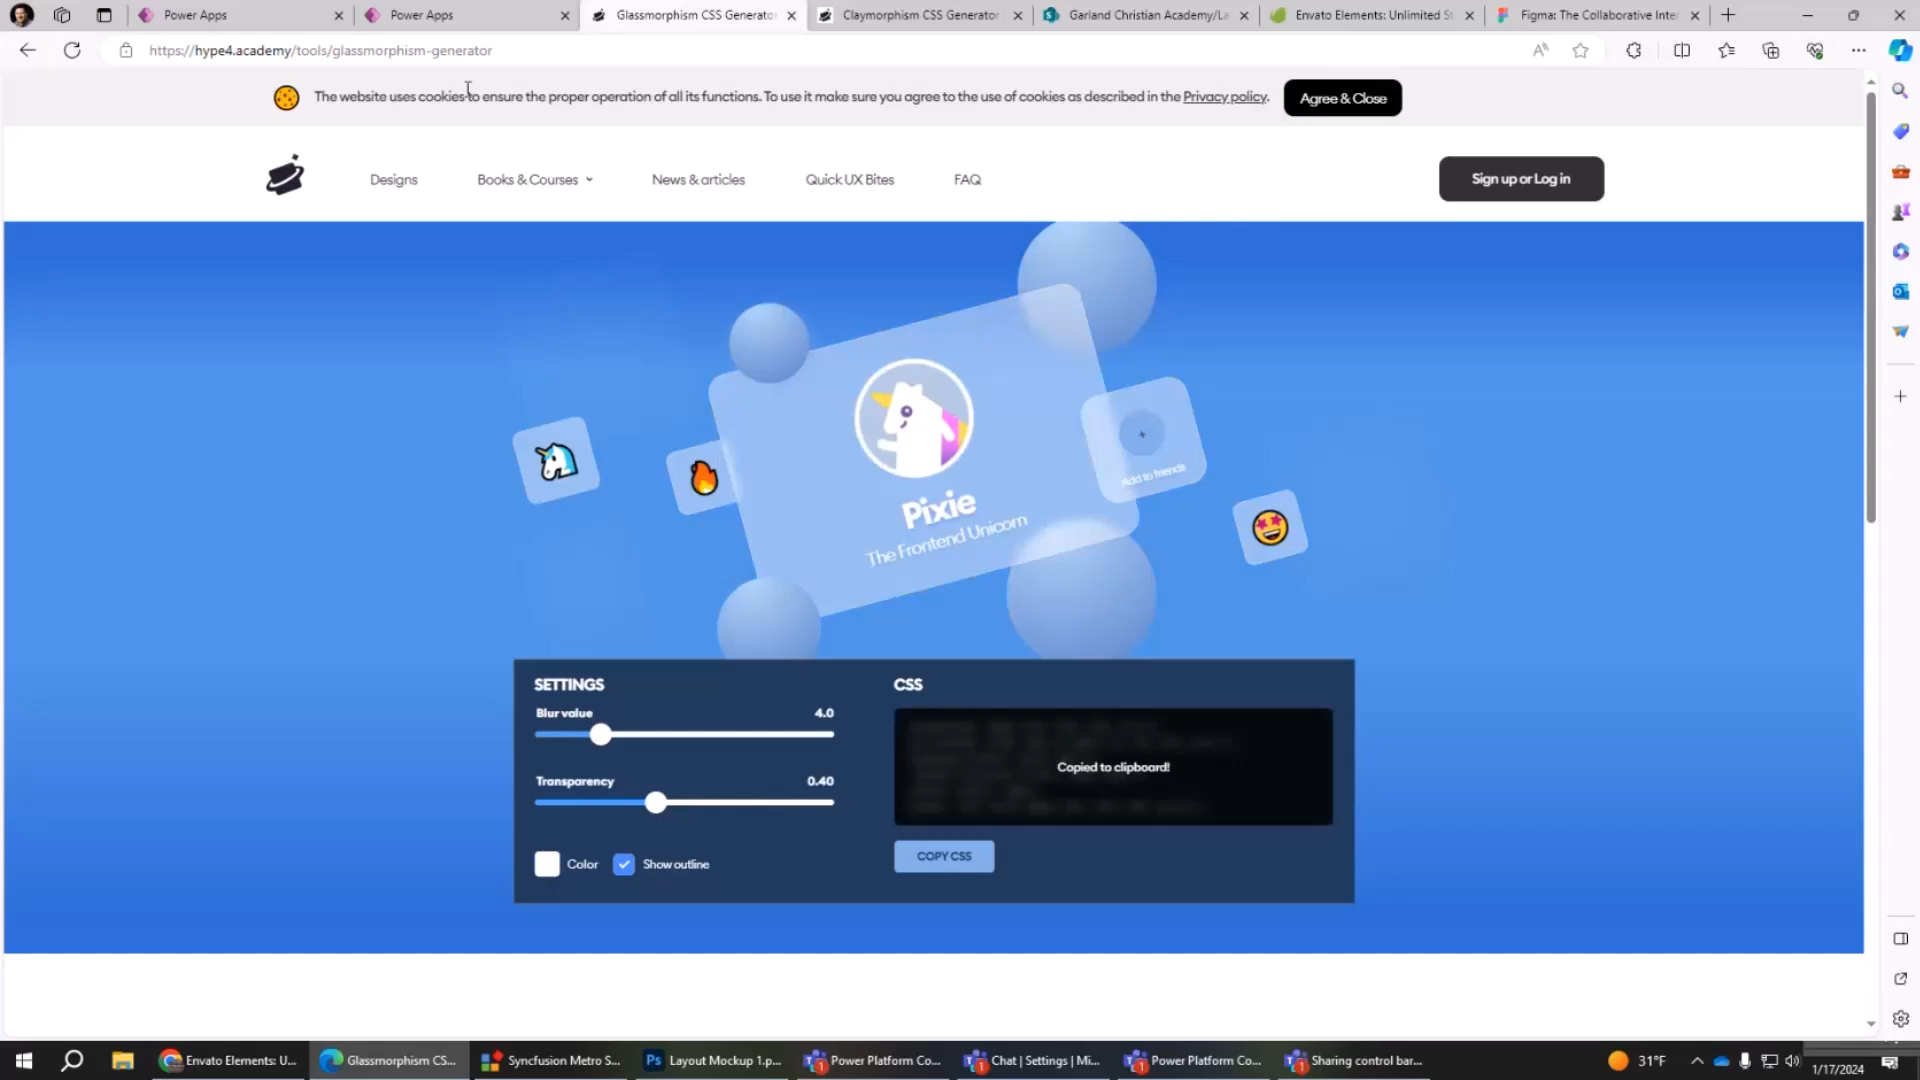 Power Apps
Power Apps
Glassmorphism CSS Generator
Claymorphism CSS Generator
Garland Christian Academy/La
Envato Elements: Unlimited St
Figma: The Collaborative Inter
https://hype4.academy/tools/glassmorphism-generator
The website uses cookies to ensure the proper operation of all its functions. To use it make sure you agree to the use of cookies as described in the Privacy policy.
Agree & Close
Designs
Books & Courses
News & articles
Quick UX Bites
FAQ
Sign up or Log in
Add to friends
Pixie
The Frontend Unicorn
SETTINGS
CSS
Blur value
4.0
Copied to clipboard!
Transparency
0.40
COPY CSS
Color
Show outline
Envato Elements: U...
Glassmorphism CS...
Syncfusion Metro S...
Ps
Layout Mockup 1.p...
Power Platform Co...
Chat | Settings | Mi...
Power Platform Co...
Sharing control bar...
31°F
1/17/2024